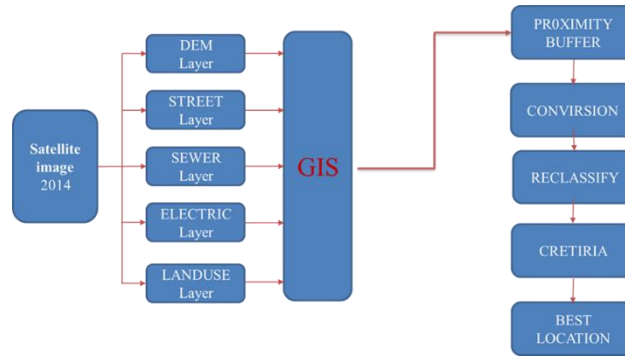 Satellite
image
2014
DEM
Layer
STREET
Layer
SEWER
Layer
ELECTRIC
Layer
LANDUSE
Layer
GIS
PR0XIMITY
BUFFER
CONVIRSION
RECLASSIFY
CRETIRIA
BEST
LOCATION